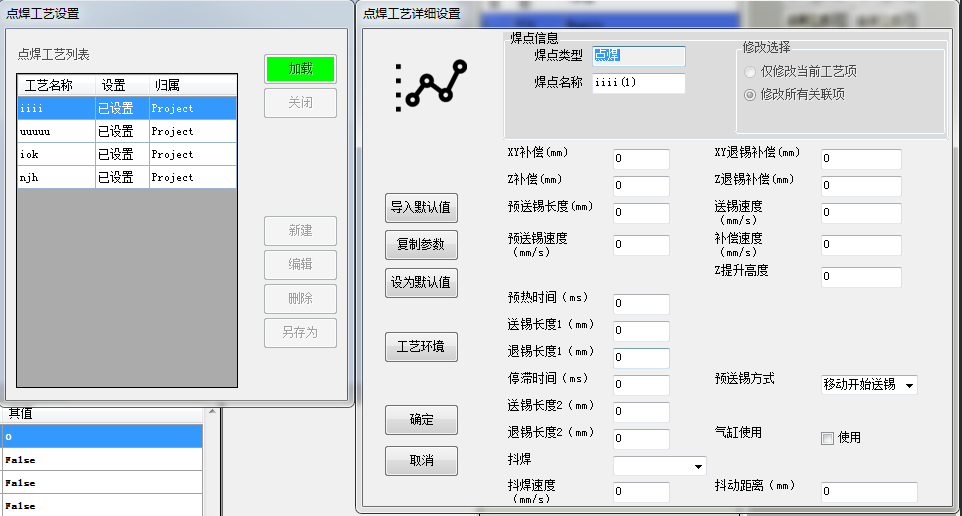 点焊工艺设置
点焊工艺列表
工艺名称 设置 归属
iiii 已设置 Project
uuuuu 已设置 Project
iok 已设置 Project
njh 已设置 Project
加载
关闭
新建
编辑
删除
另存为
其值
0
False
False
False
点焊工艺详细设置
导入默认值
复制参数
设为默认值
工艺环境
确定
取消
焊点信息
焊点类型 点焊
焊点名称 iiii(1)
修改选择
仅修改当前工艺项
修改所有关联项
XY补偿(mm) 0 XY退锡补偿(mm) 0
Z补偿(mm) 0 Z退锡补偿(mm) 0
预送锡长度(mm) 0 送锡速度
(mm/s) 0
预送锡速度
(mm/s) 0 补偿速度
(mm/s) 0
Z提升高度 0
预热时间(ms) 0
送锡长度1(mm) 0
退锡长度1(mm) 0
停滞时间(ms) 0 预送锡方式 移动开始送锡
送锡长度2(mm) 0
退锡长度2(mm) 0 气缸使用 使用
抖焊
抖焊速度
(mm/s) 0 抖动距离(mm) 0